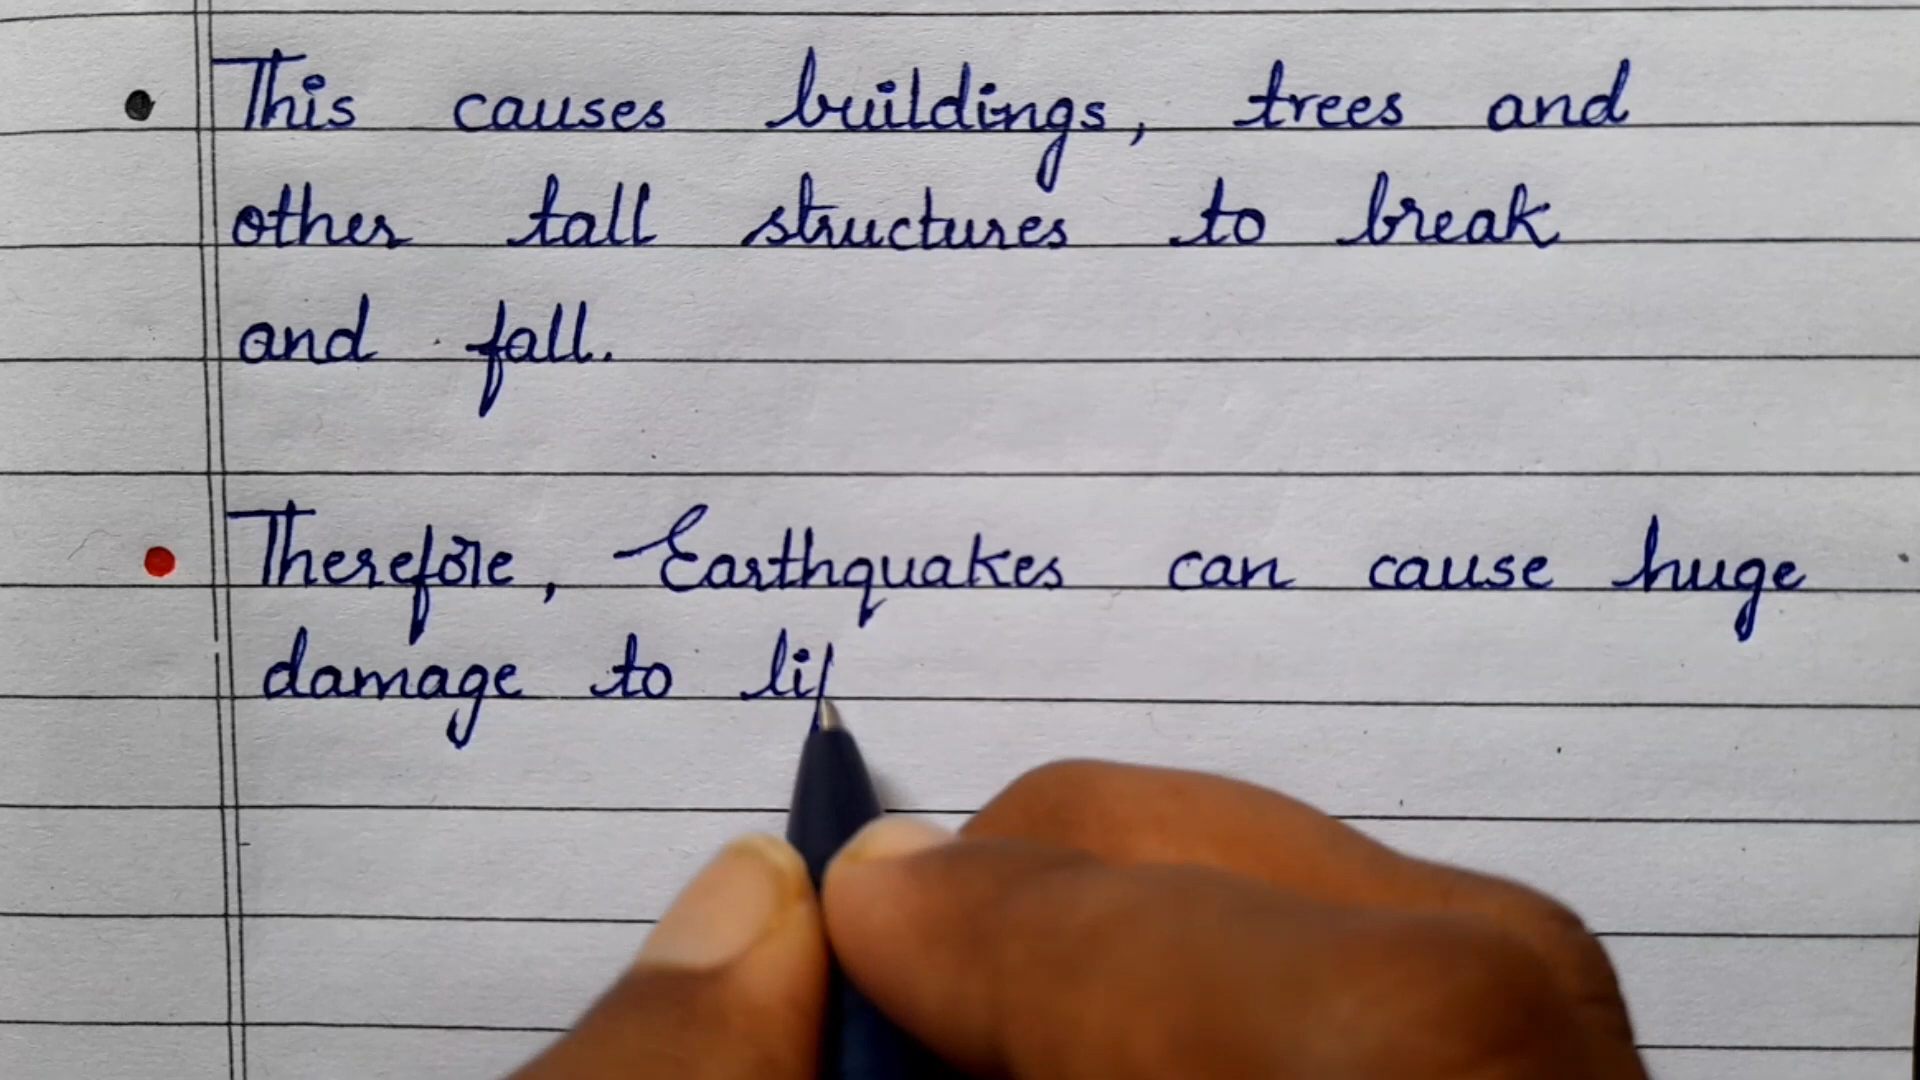 This causes buildings, trees and
other tall structures to break
and fall.
Therefore, Earthquakes can cause huge
damage to lif